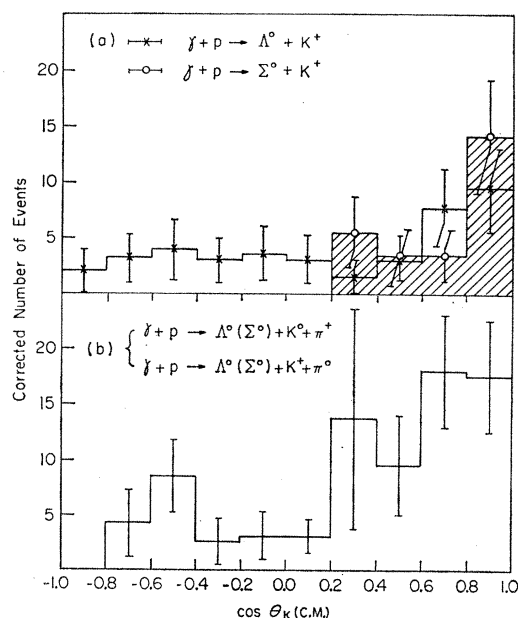 Corrected Number of Events
(a) γ + p → Λ° + K⁺
γ + p → Σ° + K⁺
20
15
10
5
(b) { γ + p → Λ° (Σ°) + K° + π⁺
γ + p → Λ° (Σ°) + K⁺ + π°
20
15
10
5
-1.0 -0.8 -0.6 -0.4 -0.2 0.0 0.2 0.4 0.6 0.8 1.0
cos θK (C.M.)